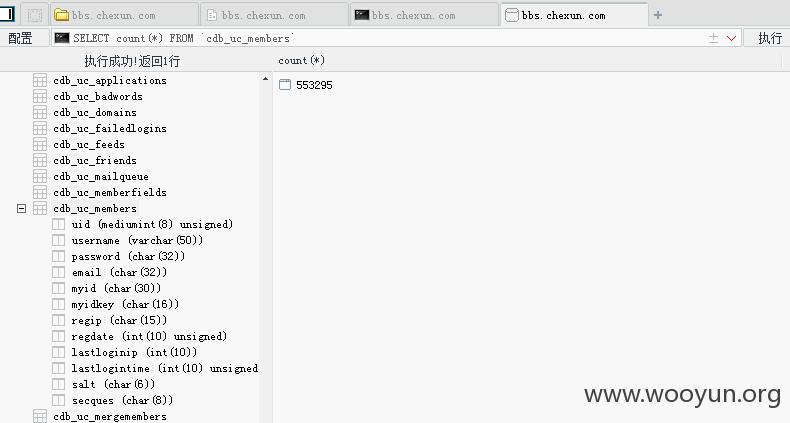 bbs.chexun.com
bbs.chexun.com
bbs.chexun.com
bbs.chexun.com
配置
SELECT count(*) FROM `cdb_uc_members`
执行
执行成功!返回1行
count(*)
553295
cdb_uc_applications
cdb_uc_badwords
cdb_uc_domains
cdb_uc_failedlogins
cdb_uc_feeds
cdb_uc_friends
cdb_uc_mailqueue
cdb_uc_memberfields
cdb_uc_members
uid (mediumint(8) unsigned)
username (varchar(50))
password (char(32))
email (char(32))
myid (char(30))
myidkey (char(16))
regip (char(15))
regdate (int(10) unsigned)
lastloginip (int(10))
lastlogintime (int(10) unsigned
salt (char(6))
secques (char(8))
cdb_uc_mergemembers
www.wooyun.org